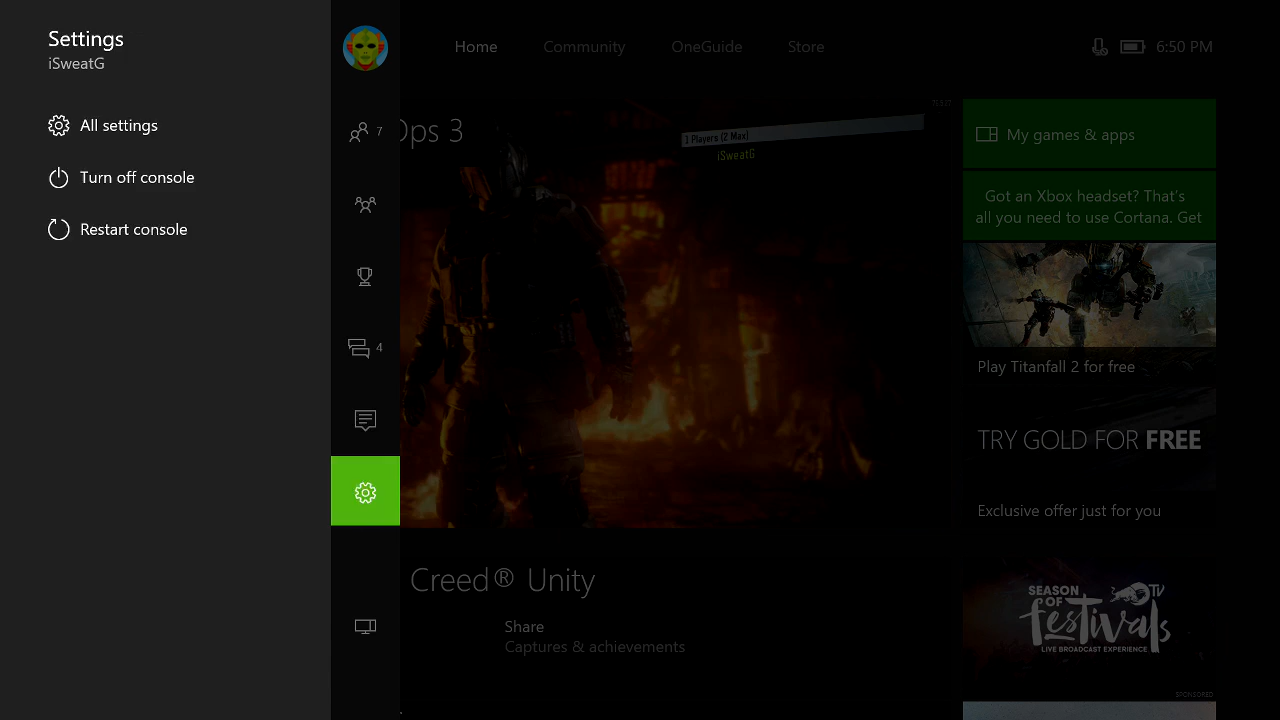 Settings
iSweatG
All settings
Turn off console
Restart console
7
4
Home
Community
OneGuide
Store
6:50 PM
Ops 3
1 Players (2 Max)
iSweatG
My games & apps
Got an Xbox headset? That's
all you need to use Cortana. Get
Play Titanfall 2 for free
TRY GOLD FOR FREE
Exclusive offer just for you
Creed® Unity
Share
Captures & achievements
SEASON
OF
festivals
TV
LIVE BROADCAST EXPERIENCE
SPONSORED